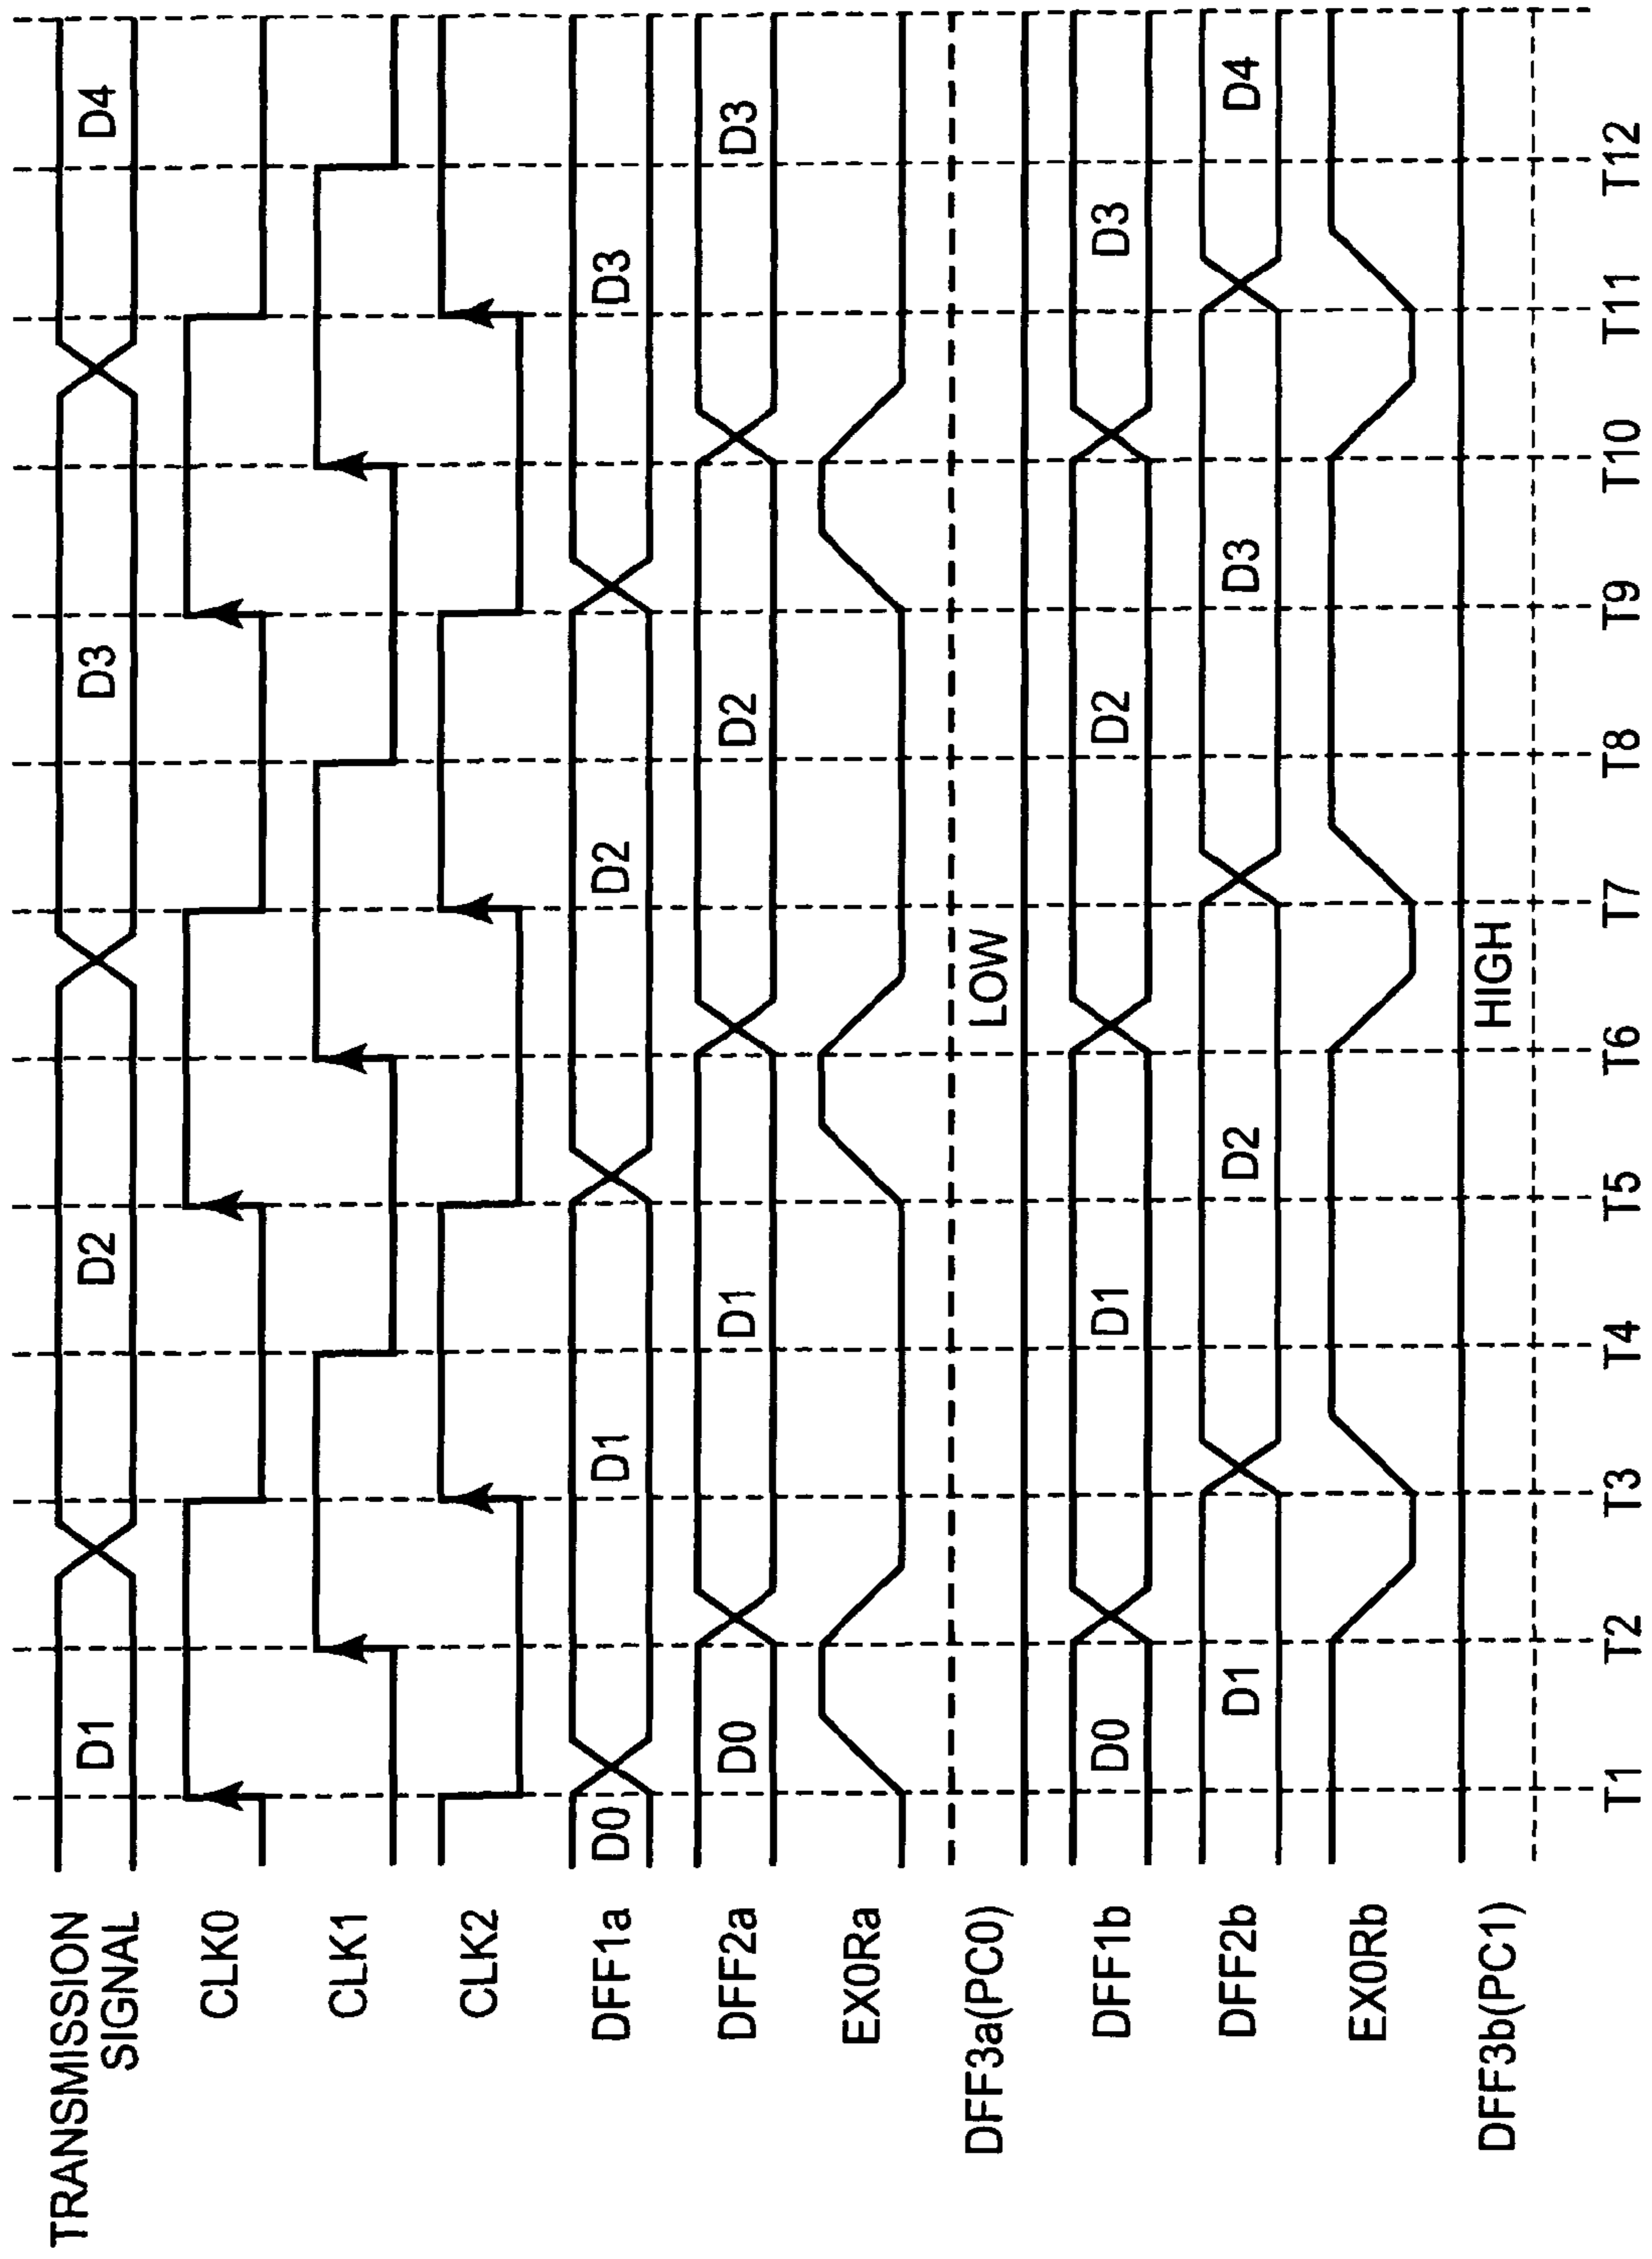 TRANSMISSION
SIGNAL
D1
D2
D3
D4
CLK0
CLK1
CLK2
DFF1a
D0
D1
D2
D3
DFF2a
D0
D1
D2
D3
EX0Ra
DFF3a(PC0)
LOW
DFF1b
D0
D1
D2
D3
DFF2b
D1
D2
D3
D4
EX0Rb
DFF3b(PC1)
HIGH
T1 T2 T3 T4 T5 T6 T7 T8 T9 T10 T11 T12